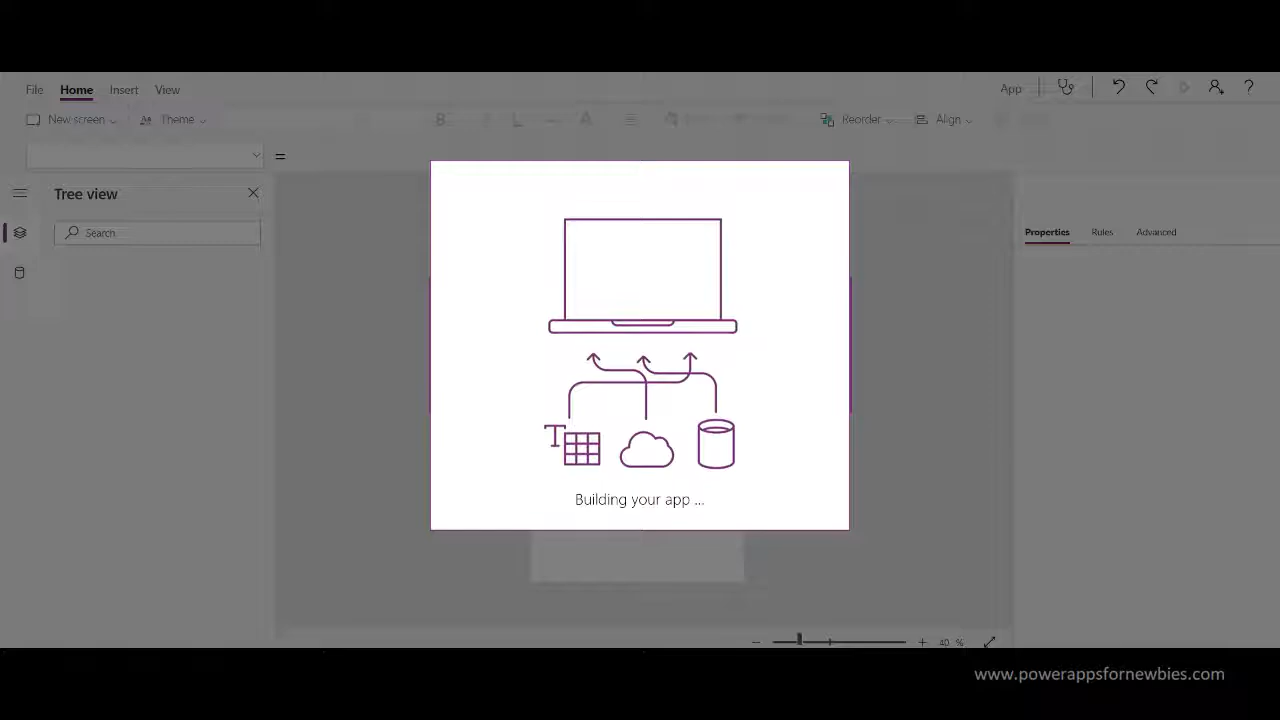 File Home Insert View App
New screen Theme B A Reorder Align
=
Tree view
Search
Properties Rules Advanced
T
Building your app ...
40 %
www.powerappsfornewbies.com